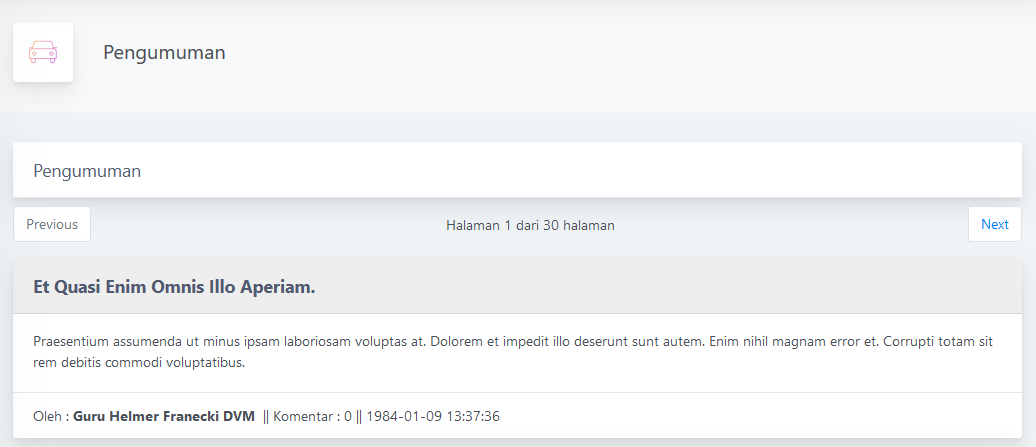 Pengumuman
Pengumuman
Previous
Halaman 1 dari 30 halaman
Next
Et Quasi Enim Omnis Illo Aperiam.
Praesentium assumenda ut minus ipsam laboriosam voluptas at. Dolorem et impedit illo deserunt sunt autem. Enim nihil magnam error et. Corrupti totam sit
rem debitis commodi voluptatibus.
Oleh : Guru Helmer Franecki DVM || Komentar : 0 || 1984-01-09 13:37:36